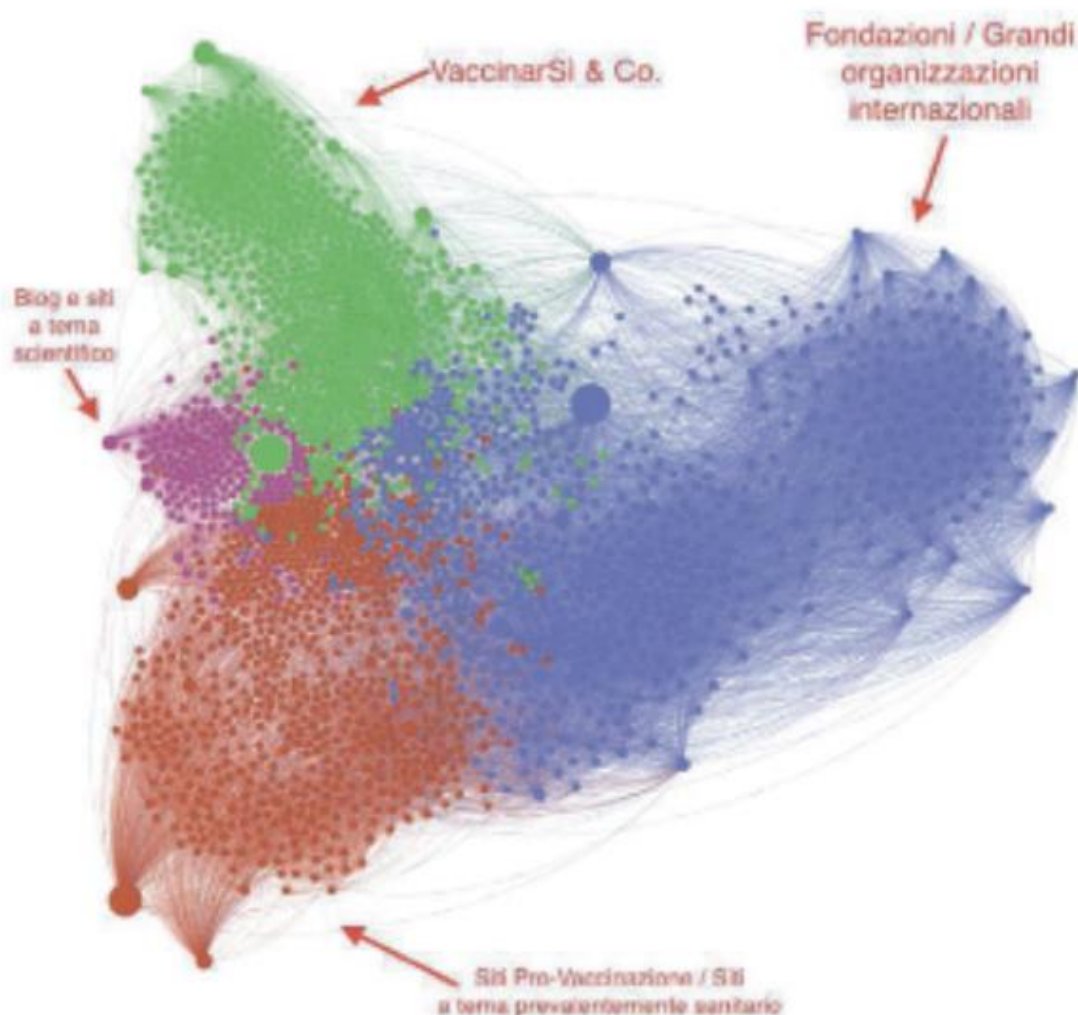 VaccinarSì & Co.
Fondazioni / Grandi
organizzazioni
internazionali
Blog e siti
a tema
scientifico
Siti Pro-Vaccinazione / Siti
a tema prevalentemente sanitario